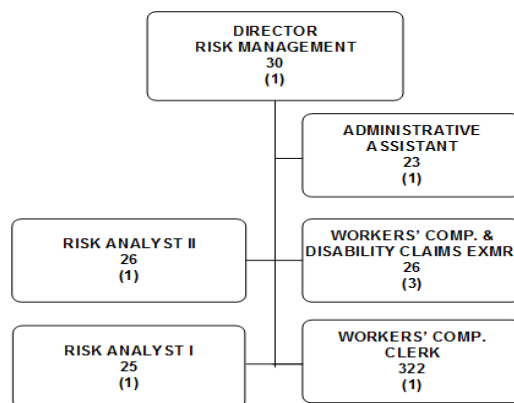 DIRECTOR
RISK MANAGEMENT
30
(1)
ADMINISTRATIVE
ASSISTANT
23
(1)
RISK ANALYST II
26
(1)
WORKERS' COMP. &
DISABILITY CLAIMS EXMR
26
(3)
RISK ANALYST I
25
(1)
WORKERS' COMP.
CLERK
322
(1)